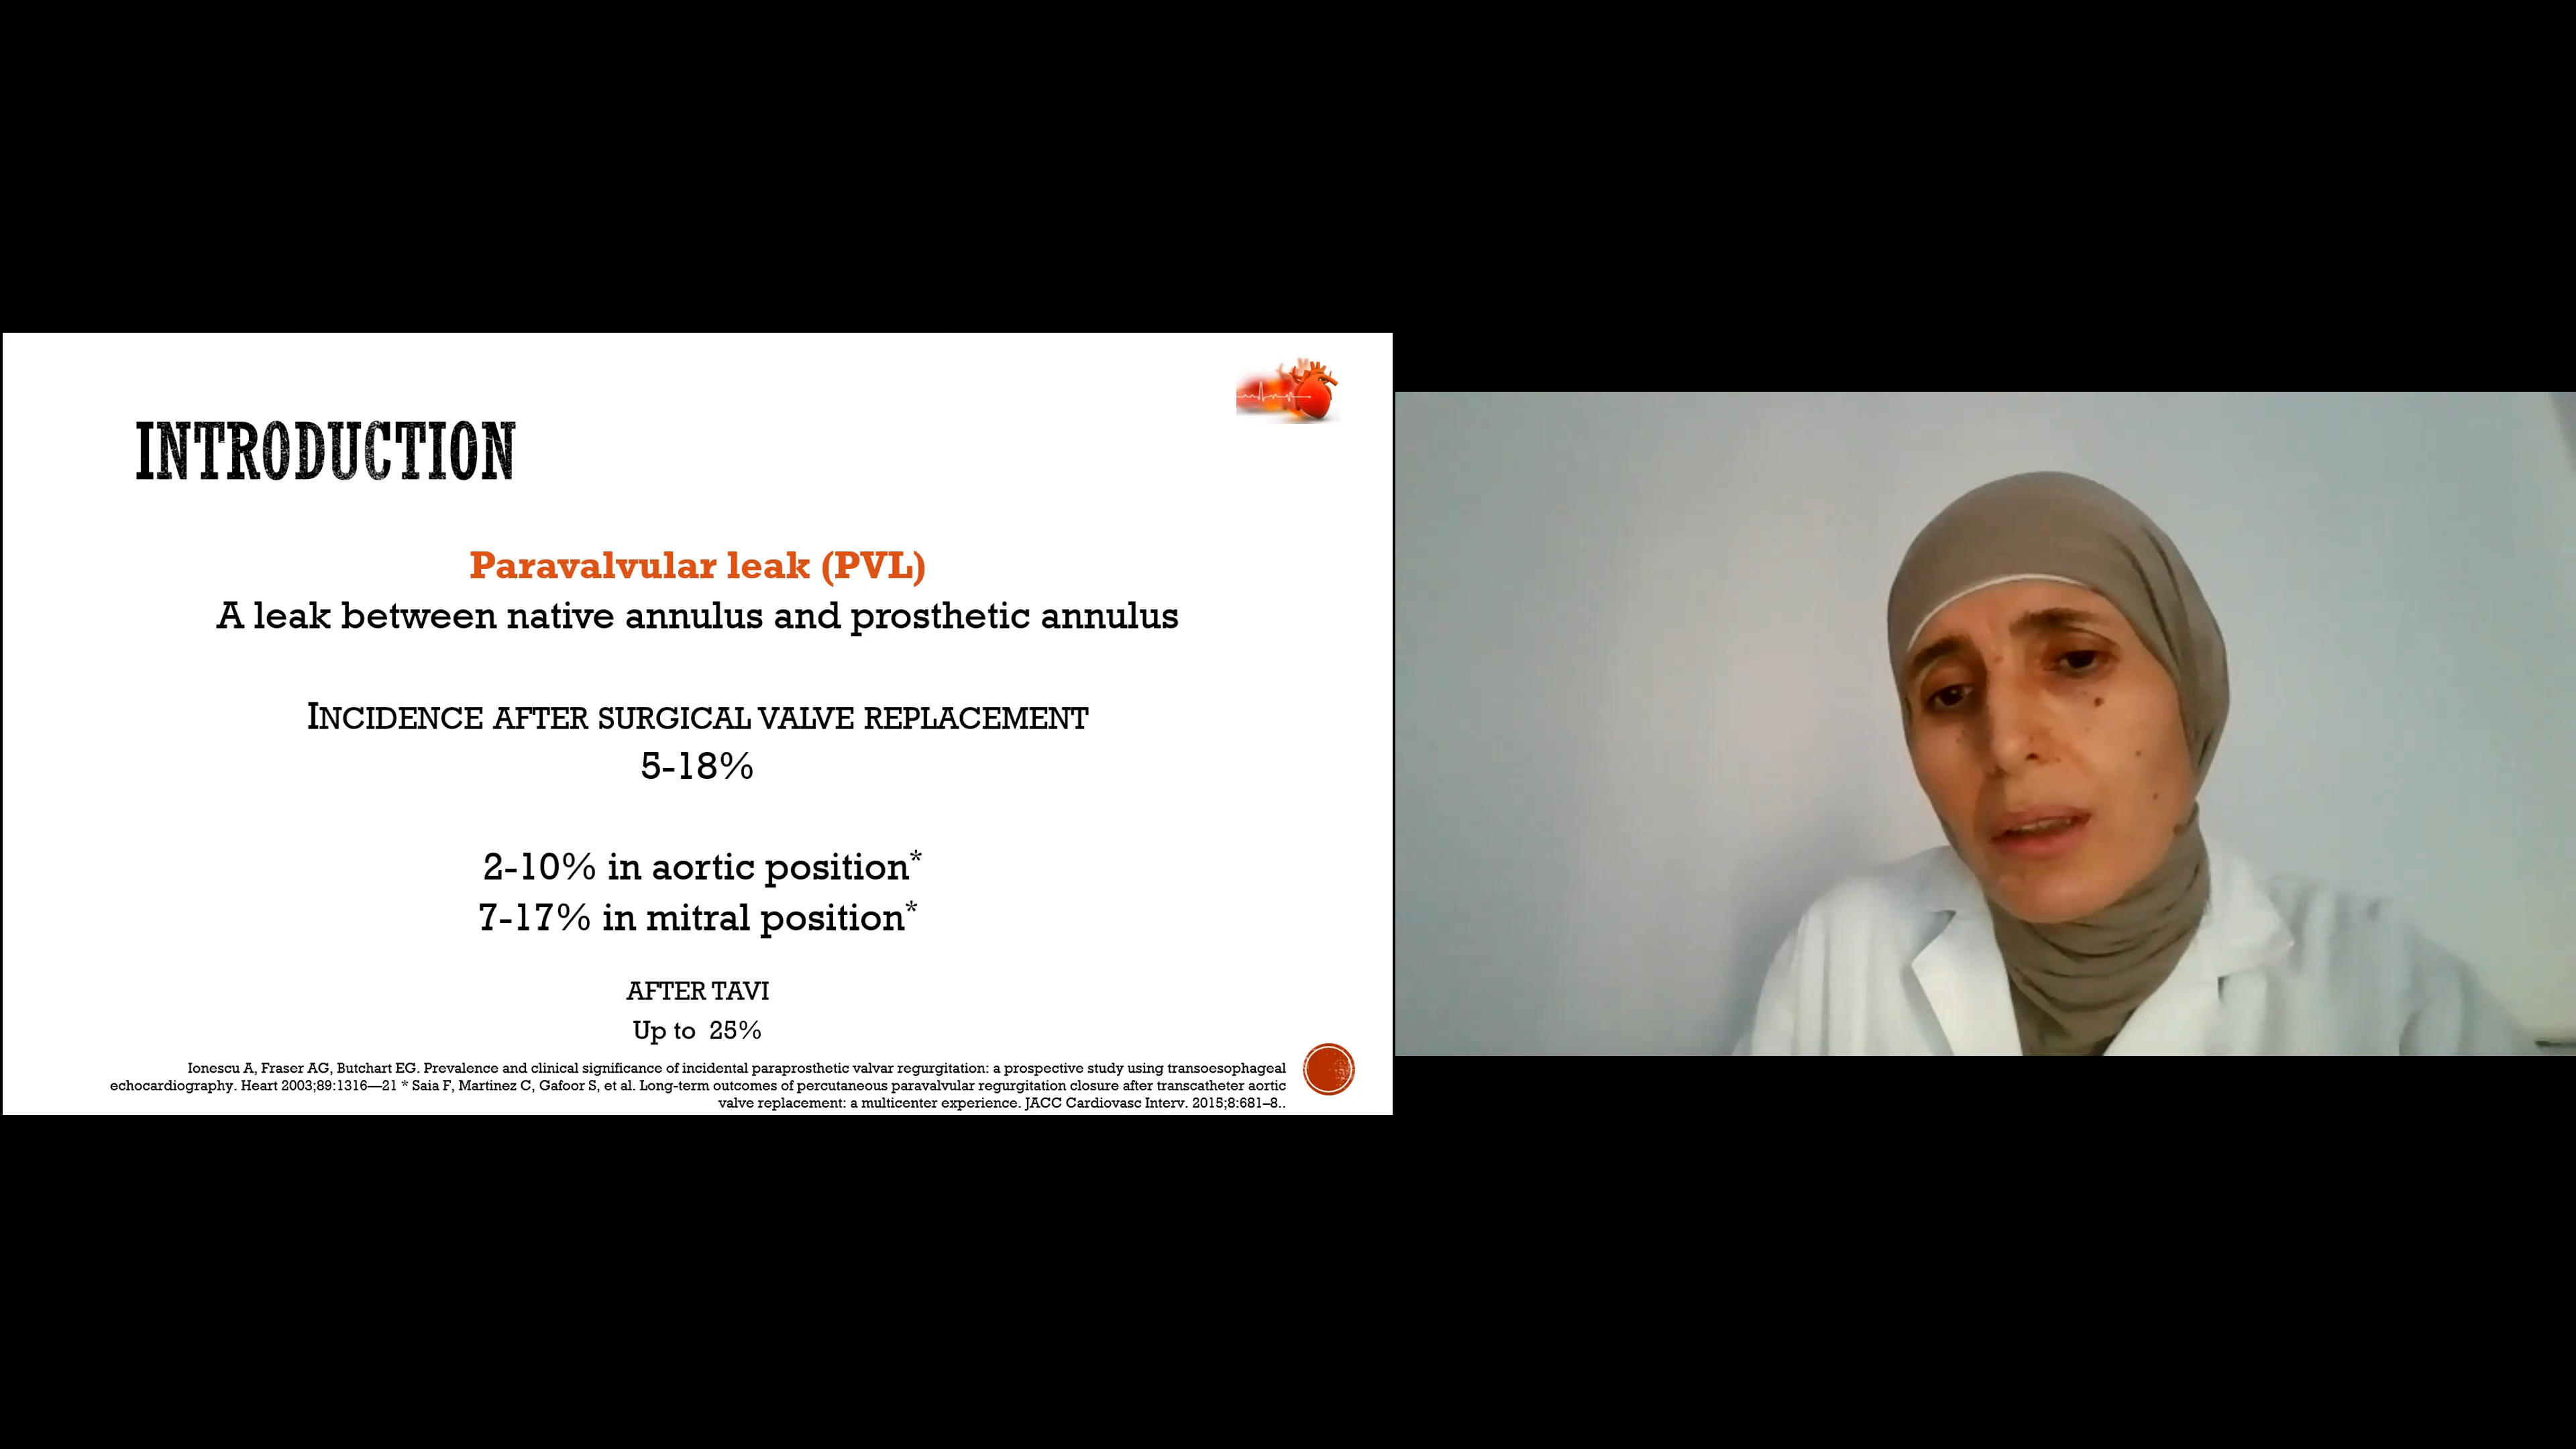 INTRODUCTION
Paravalvular leak (PVL)
A leak between native annulus and prosthetic annulus
INCIDENCE AFTER SURGICAL VALVE REPLACEMENT
5-18%
2-10% in aortic position*
7-17% in mitral position*
AFTER TAVI
Up to 25%
Ionescu A, Fraser AG, Butchart EG. Prevalence and clinical significance of incidental paraprosthetic valvar regurgitation: a prospective study using transoesophageal
echocardiography. Heart 2003;89:1316—21 * Saia F, Martinez C, Gafoor S, et al. Long-term outcomes of percutaneous paravalvular regurgitation closure after transcatheter aortic
valve replacement: a multicenter experience. JACC Cardiovasc Interv. 2015;8:681–8..